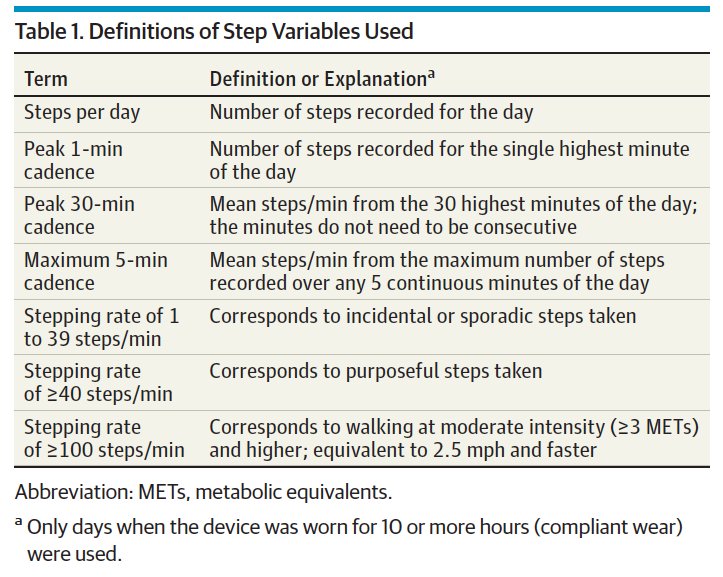 Table 1. Definitions of Step Variables Used
Term Definition or Explanationa
Steps per day Number of steps recorded for the day
Peak 1-min Number of steps recorded for the single highest minute
cadence of the day
Peak 30-min Mean steps/min from the 30 highest minutes of the day;
cadence the minutes do not need to be consecutive
Maximum 5-min Mean steps/min from the maximum number of steps
cadence recorded over any 5 continuous minutes of the day
Stepping rate of 1 Corresponds to incidental or sporadic steps taken
to 39 steps/min
Stepping rate Corresponds to purposeful steps taken
of ≥40 steps/min
Stepping rate Corresponds to walking at moderate intensity (≥3 METs)
of ≥100 steps/min and higher; equivalent to 2.5 mph and faster
Abbreviation: METs, metabolic equivalents.
a Only days when the device was worn for 10 or more hours (compliant wear)
were used.